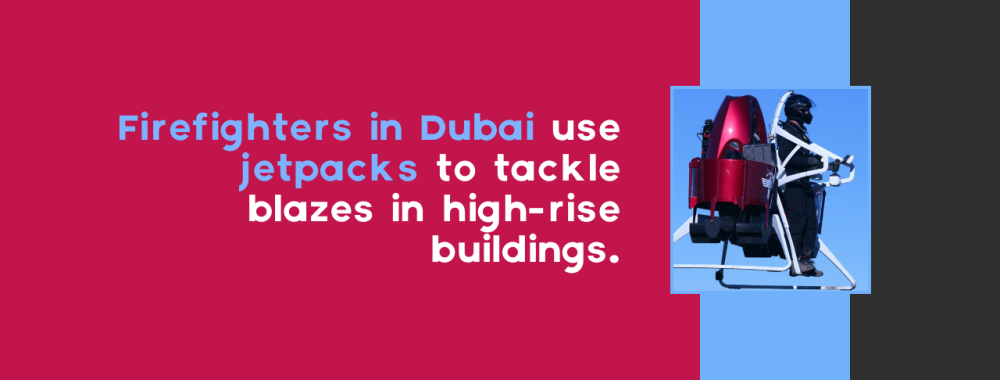 Firefighters in Dubai use
jetpacks to tackle
blazes in high-rise
buildings.